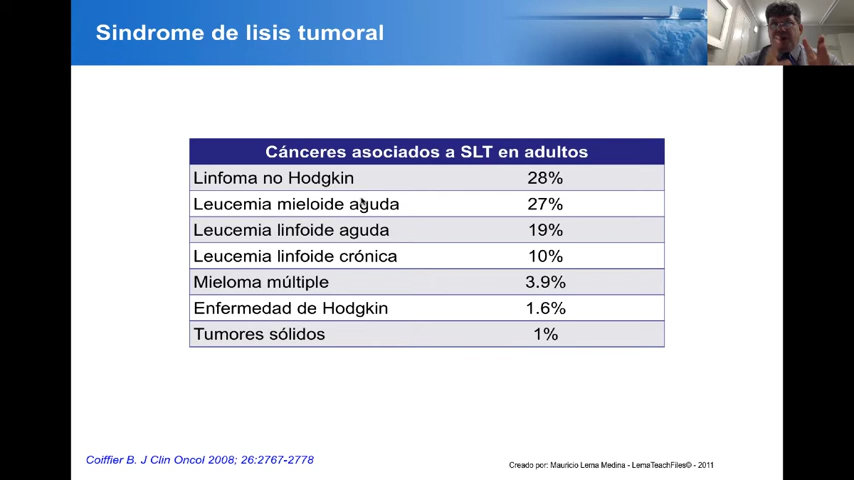 Sindrome de lisis tumoral
Cánceres asociados a SLT en adultos
Linfoma no Hodgkin 28%
Leucemia mieloide aguda 27%
Leucemia linfoide aguda 19%
Leucemia linfoide crónica 10%
Mieloma múltiple 3.9%
Enfermedad de Hodgkin 1.6%
Tumores sólidos 1%
Coiffier B. J Clin Oncol 2008; 26:2767-2778
Creado por: Mauricio Lema Medina - LemaTeachFiles© - 2011